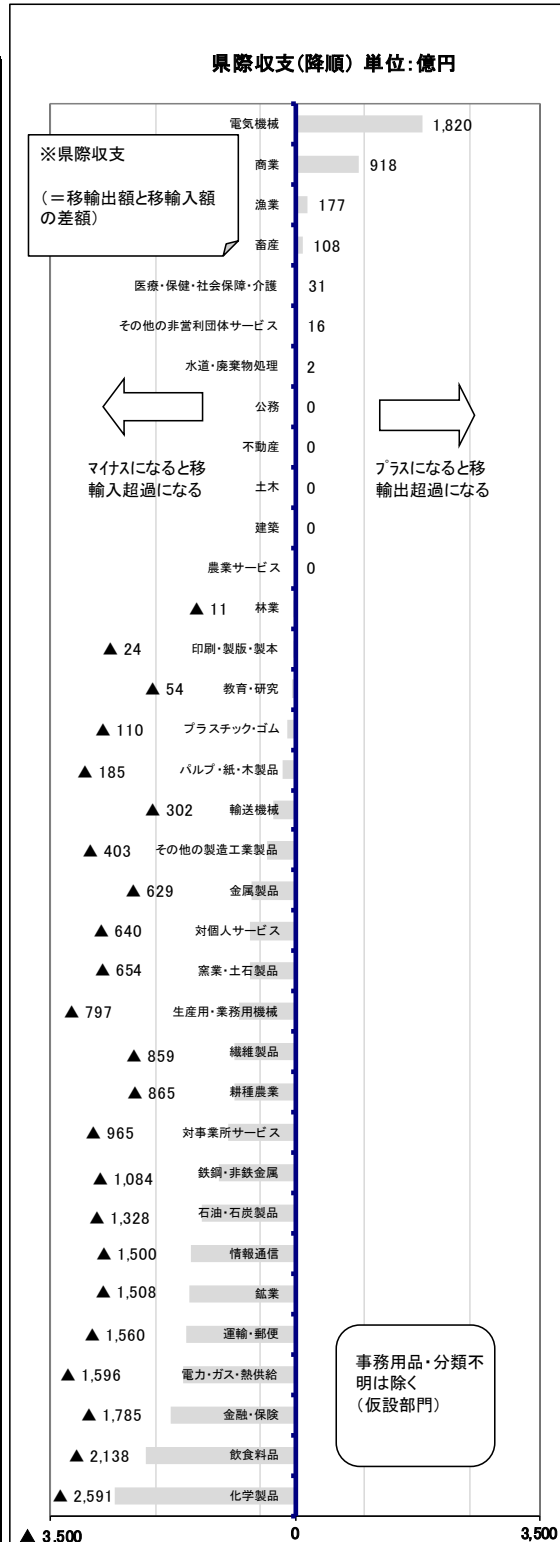 県際収支(降順) 単位:億円
※県際収支
(=移輸出額と移輸入額
の差額)
電気機械 1,820
商業 918
漁業 177
畜産 108
医療・保健・社会保障・介護 31
その他の非営利団体サービス 16
水道・廃棄物処理 2
公務 0
不動産 0
マイナスになると移
輸入超過になる
プラスになると移
輸出超過になる
土木 0
建築 0
農業サービス 0
▲ 11 林業
▲ 24 印刷・製版・製本
▲ 54 教育・研究
▲ 110 プラスチック・ゴム
▲ 185 パルプ・紙・木製品
▲ 302 輸送機械
▲ 403 その他の製造工業製品
▲ 629 金属製品
▲ 640 対個人サービス
▲ 654 窯業・土石製品
▲ 797 生産用・業務用機械
▲ 859 繊維製品
▲ 865 耕種農業
▲ 965 対事業所サービス
▲ 1,084 鉄鋼・非鉄金属
▲ 1,328 石油・石炭製品
▲ 1,500 情報通信
▲ 1,508 鉱業
▲ 1,560 運輸・郵便
▲ 1,596 電力・ガス・熱供給
▲ 1,785 金融・保険
▲ 2,138 飲食料品
▲ 2,591 化学製品
事務用品・分類不
明は除く
(仮設部門)
▲ 3,500 0 3,500